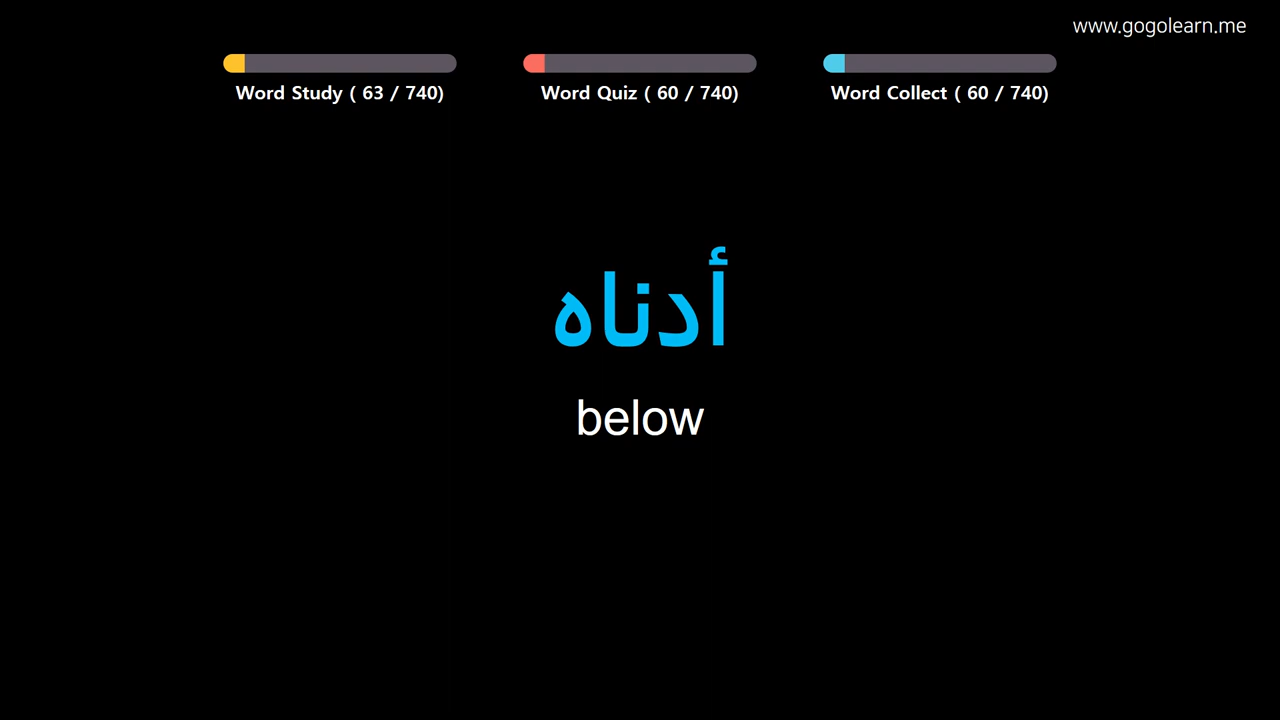 www.gogolearn.me
Word Study ( 63 / 740)
Word Quiz ( 60 / 740)
Word Collect ( 60 / 740)
أدناه
below